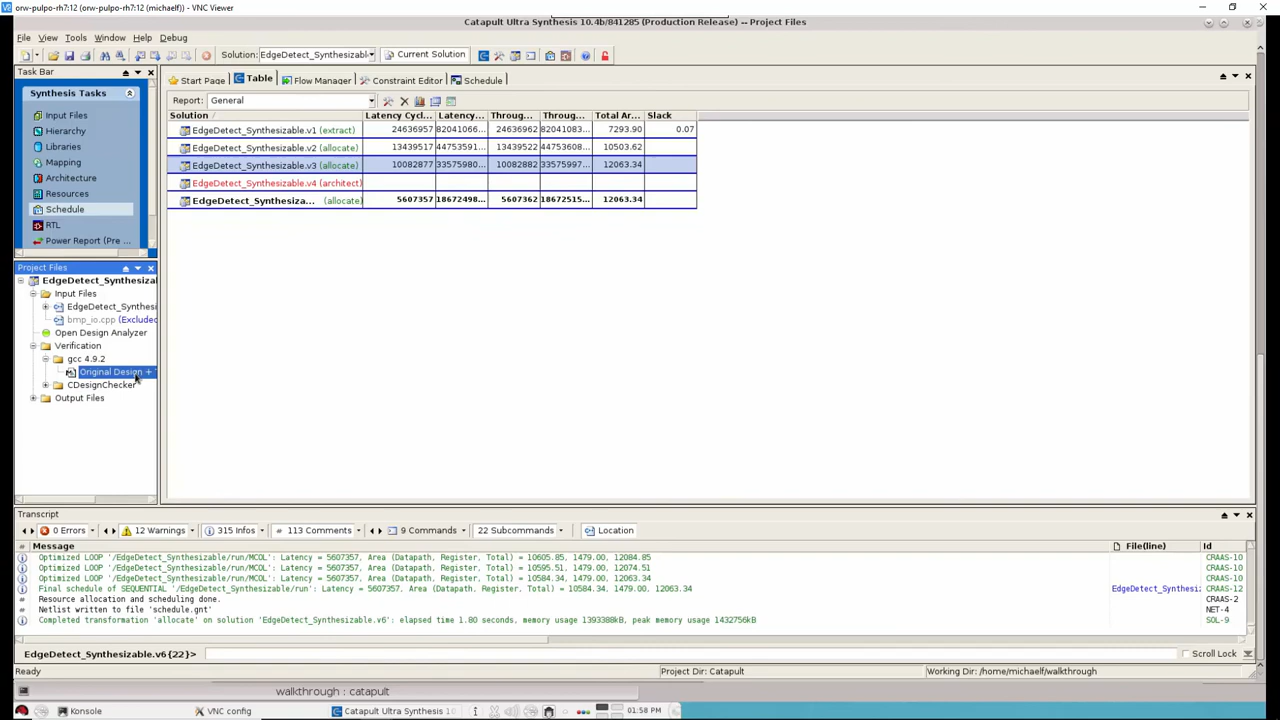 orw-pulpo-rh7:12 (michaelf)) - VNC Viewer
orw-pulpo-rh7:12
Catapult Ultra Synthesis 10.4b/841285 (Production Release) -- Project Files
File View Tools Window Help Debug
Solution: EdgeDetect_Synthesizabl Current Solution
Task Bar
Start Page Table Flow Manager Constraint Editor Schedule
Synthesis Tasks
Report: General
Input Files
Hierarchy
Libraries
Mapping
Architecture
Resources
Schedule
RTL
Power Report (Pre ...
Solution Latency Cycl... Latency... Throug... Throug... Total Ar... Slack
EdgeDetect_Synthesizable.v1 (extract) 24636957 82041066... 24636962 82041083... 7293.90 0.07
EdgeDetect_Synthesizable.v2 (allocate) 13439517 44753591... 13439522 44753608... 10503.62
EdgeDetect_Synthesizable.v3 (allocate) 10082877 33575980... 10082882 33575997... 12063.34
EdgeDetect_Synthesizable.v4 (architect)
EdgeDetect_Synthesiza... (allocate) 5607357 18672498... 5607362 18672515... 12063.34
Project Files
EdgeDetect_Synthesizal
Input Files
EdgeDetect_Synthesi
bmp_io.cpp (Excluded
Open Design Analyzer
Verification
gcc 4.9.2
Original Design +
CDesignChecker
Output Files
Transcript
0 Errors 12 Warnings 315 Infos # 113 Comments 9 Commands 22 Subcommands Location
# Message File(line) Id
Optimized LOOP '/EdgeDetect_Synthesizable/run/MCOL': Latency = 5607357, Area (Datapath, Register, Total) = 10605.85, 1479.00, 12084.85 CRAAS-10
Optimized LOOP '/EdgeDetect_Synthesizable/run/MCOL': Latency = 5607357, Area (Datapath, Register, Total) = 10595.51, 1479.00, 12074.51 CRAAS-10
Optimized LOOP '/EdgeDetect_Synthesizable/run/MCOL': Latency = 5607357, Area (Datapath, Register, Total) = 10584.34, 1479.00, 12063.34 CRAAS-10
Final schedule of SEQUENTIAL '/EdgeDetect_Synthesizable/run': Latency = 5607357, Area (Datapath, Register, Total) = 10584.34, 1479.00, 12063.34 EdgeDetect_Synthesi: CRAAS-12
# Resource allocation and scheduling done. CRAAS-2
# Netlist written to file 'schedule.gnt' NET-4
Completed transformation 'allocate' on solution 'EdgeDetect_Synthesizable.v6': elapsed time 1.80 seconds, memory usage 1393388kB, peak memory usage 1432756kB SOL-9
EdgeDetect_Synthesizable.v6{22}> Scroll Lock
Ready Project Dir: Catapult Working Dir: /home/michaelf/walkthrough
walkthrough : catapult
Konsole VNC config Catapult Ultra Synthesis 10 01:58 PM